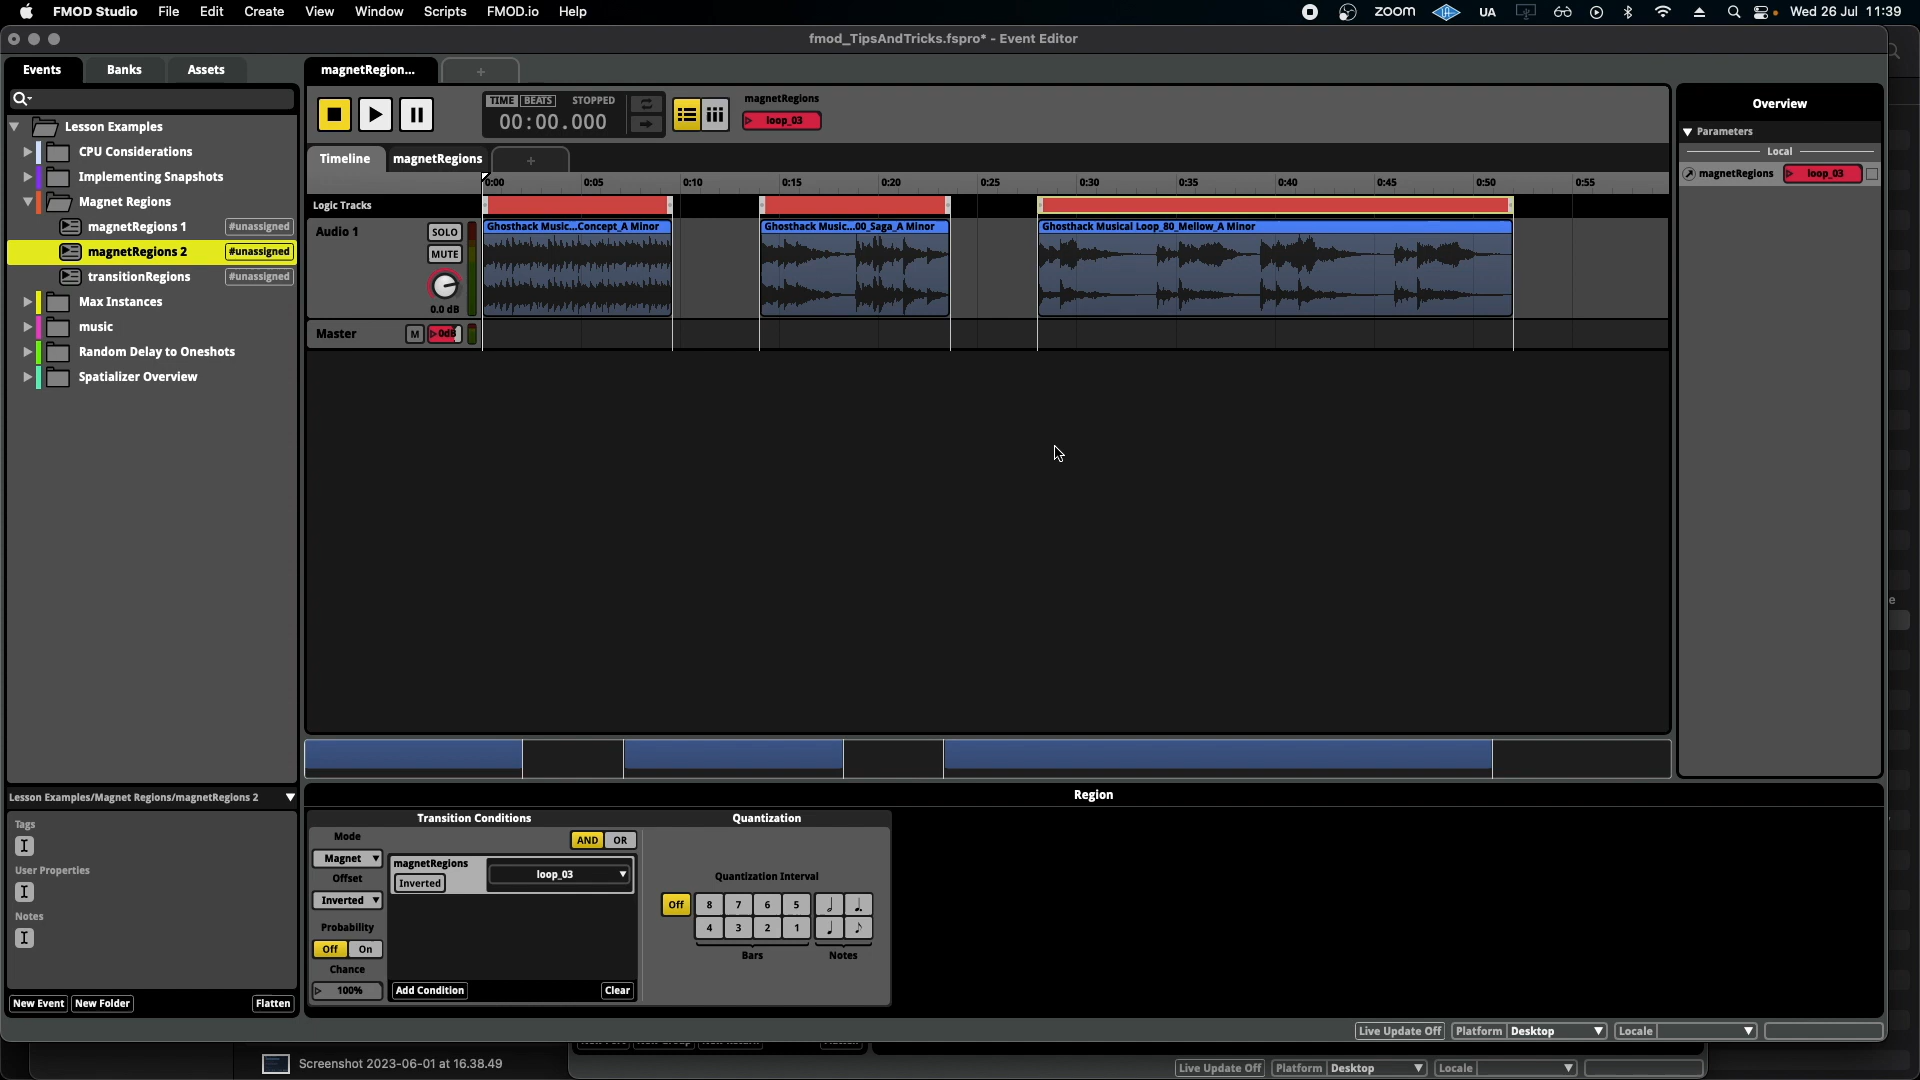 FMOD Studio File Edit Create View Window Scripts FMOD.io Help zoom UA Wed 26 Jul 11:39
fmod_TipsAndTricks.fspro* - Event Editor
Events Banks Assets
magnetRegion... +
TIME BEATS STOPPED
00:00.000
magnetRegions
loop_03
Overview
Parameters
Local
magnetRegions loop_03
Lesson Examples
CPU Considerations
Implementing Snapshots
Magnet Regions
magnetRegions 1 #unassigned
magnetRegions 2 #unassigned
transitionRegions #unassigned
Max Instances
music
Random Delay to Oneshots
Spatializer Overview
Timeline magnetRegions +
0:00 0:05 0:10 0:15 0:20 0:25 0:30 0:35 0:40 0:45 0:50 0:55
Logic Tracks
Audio 1 SOLO
MUTE
0.0 dB
Ghosthack Music...Concept_A Minor Ghosthack Music...00_Saga_A Minor Ghosthack Musical Loop_80_Mellow_A Minor
Master M 0dB
Lesson Examples/Magnet Regions/magnetRegions 2
Tags
User Properties
Notes
New Event New Folder Flatten
Region
Transition Conditions Quantization
Mode AND OR
Magnet magnetRegions loop_03
Offset Inverted
Inverted
Probability
Off On
Chance
100% Add Condition Clear
Quantization Interval
Off 8 7 6 5
4 3 2 1
Bars Notes
Live Update Off Platform Desktop Locale
Screenshot 2023-06-01 at 16.38.49
Live Update Off Platform Desktop Locale